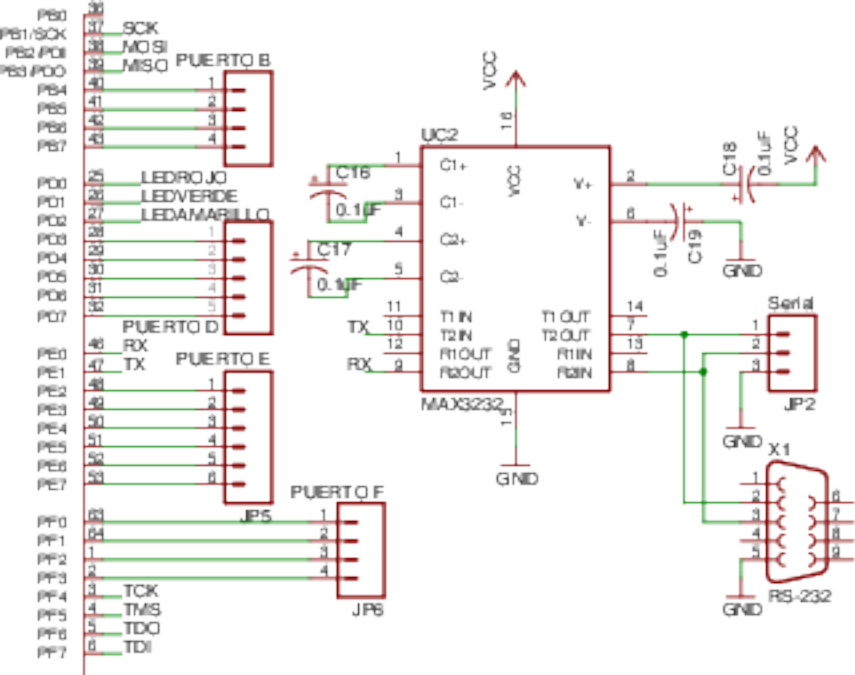 PB0 36
PB1/SCK 37 SCK
PB2/PDI 38 MOSI
PB3/PDO 39 MISO
PUERTO B
PB4 40 1
PB5 41 2
PB6 42 3
PB7 43 4
PD0 25 LEDROJO
PD1 26 LEDVERDE
PD2 27 LEDAMARILLO
PD3 28 1
PD4 29 2
PD5 30 3
PD6 31 4
PD7 32 5
PUERTO D
PE0 46 RX
PE1 47 TX
PUERTO E
PE2 48 1
PE3 49 2
PE4 50 3
PE5 51 4
PE6 52 5
PE7 53 6
JP5
PUERTO F
PF0 63 1
PF1 64 2
PF2 1 3
PF3 2 4
JP6
PF4 3 TCK
PF5 4 TMS
PF6 5 TDO
PF7 6 TDI
VCC
16
UC2
VCC
C16
0.1uF
C17
0.1uF
1 C1+
3 C1-
4 C2+
5 C2-
11 T1IN
TX 10 T2IN
12 R1OUT
RX 9 R2OUT
GND
MAX3232
15
GND
V+ 2
V- 6
T1OUT 14
T2OUT 7
R1IN 13
R2IN 8
C18
0.1uF
VCC
0.1uF
C19
GND
Serial
1
2
3
JP2
GND
X1
1
2 6
3 7
4 8
5 9
GND
RS-232